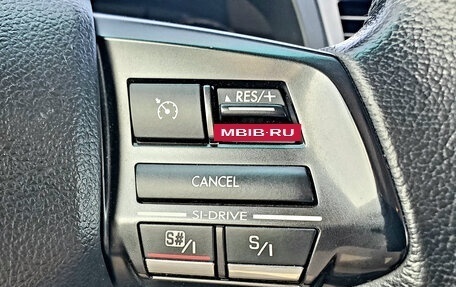 RES/+
MBIB.RU
CANCEL
SI-DRIVE
S#/I
S/I